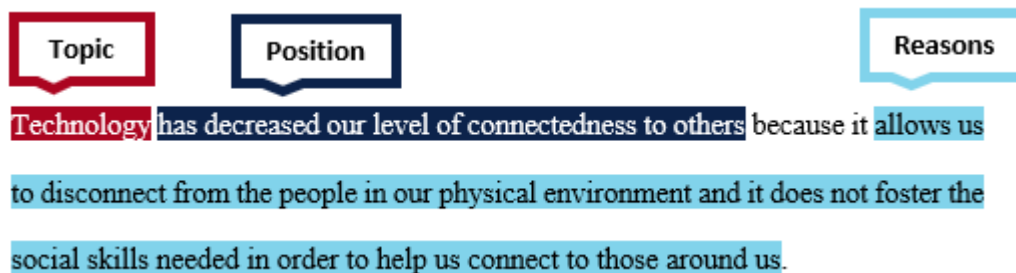 Topic Position Reasons
Technology has decreased our level of connectedness to others because it allows us
to disconnect from the people in our physical environment and it does not foster the
social skills needed in order to help us connect to those around us.